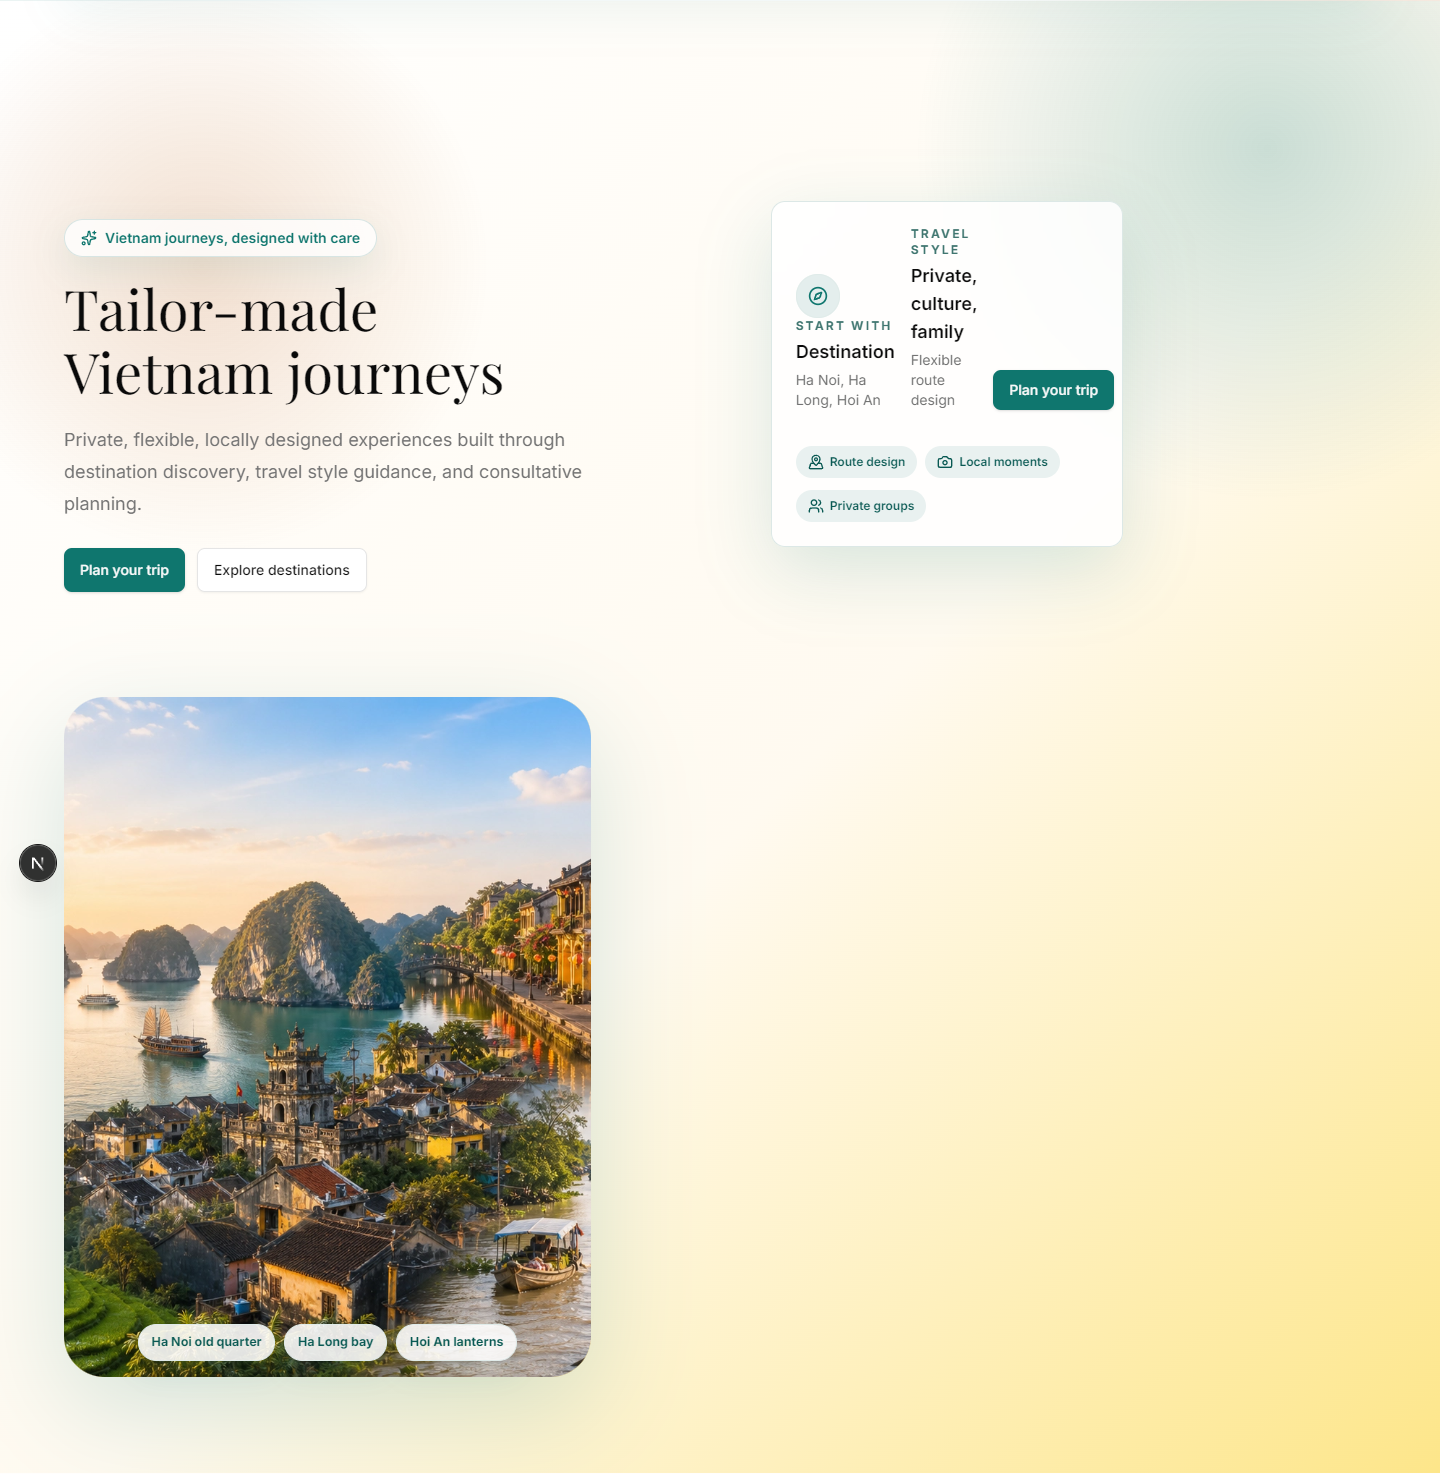 Vietnam journeys, designed with care
Tailor-made
Vietnam journeys
Private, flexible, locally designed experiences built through
destination discovery, travel style guidance, and consultative
planning.
Plan your trip
Explore destinations
START WITH
Destination
Ha Noi, Ha
Long, Hoi An
TRAVEL
STYLE
Private,
culture,
family
Flexible
route
design
Plan your trip
Route design
Local moments
Private groups
N
Ha Noi old quarter
Ha Long bay
Hoi An lanterns